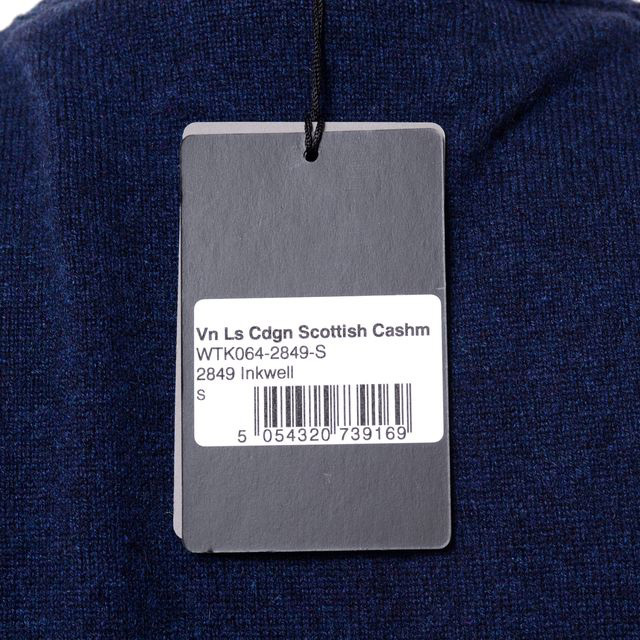 Vn Ls Cdgn Scottish Cashm
WTK064-2849-S
2849 Inkwell
S
5 054320 739169